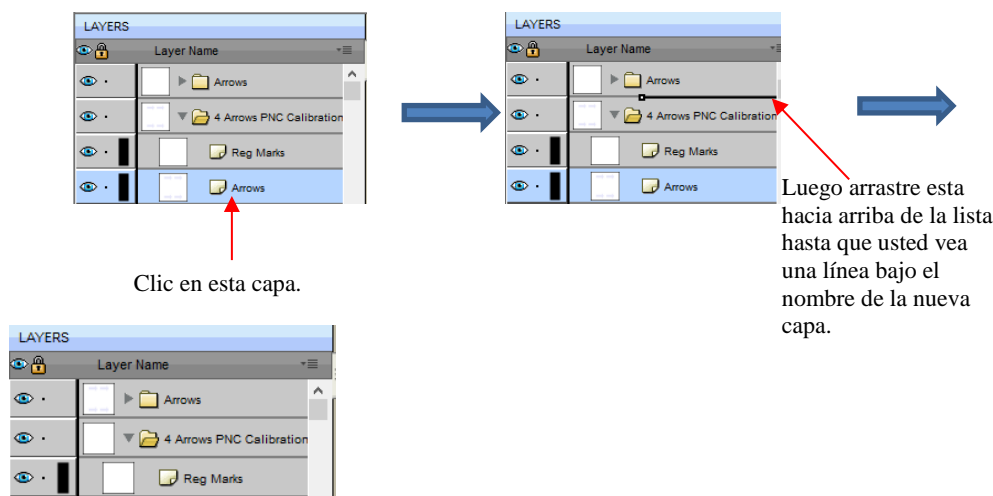 LAYERS
Layer Name
Arrows
4 Arrows PNC Calibration
Reg Marks
Arrows
Clic en esta capa.
LAYERS
Layer Name
Arrows
4 Arrows PNC Calibration
Reg Marks
Arrows
Luego arrastre esta
hacia arriba de la lista
hasta que usted vea
una línea bajo el
nombre de la nueva
capa.
LAYERS
Layer Name
Arrows
4 Arrows PNC Calibration
Reg Marks